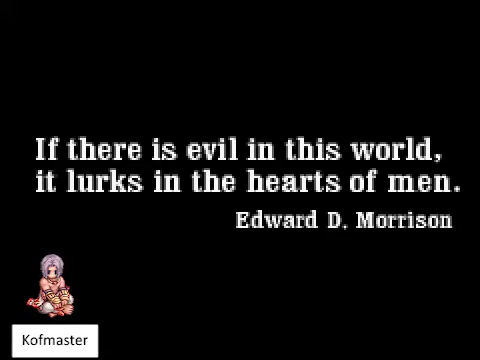 If there is evil in this world,
it lurks in the hearts of men.
Edward D. Morrison
Kofmaster